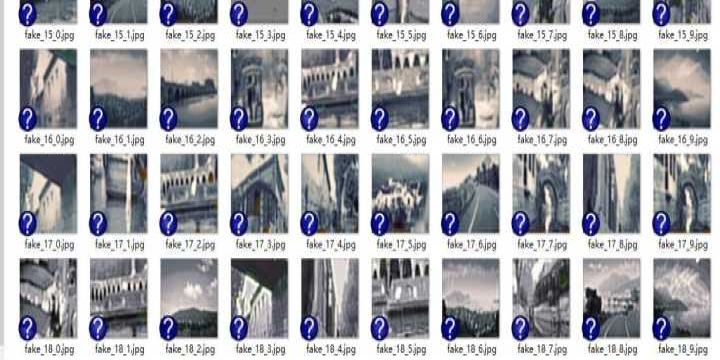 fake_15_0.jpg fake_15_1.jpg fake_15_2.jpg fake_15_3.jpg fake_15_4.jpg fake_15_5.jpg fake_15_6.jpg fake_15_7.jpg fake_15_8.jpg fake_15_9.jpg
fake_16_0.jpg fake_16_1.jpg fake_16_2.jpg fake_16_3.jpg fake_16_4.jpg fake_16_5.jpg fake_16_6.jpg fake_16_7.jpg fake_16_8.jpg fake_16_9.jpg
fake_17_0.jpg fake_17_1.jpg fake_17_2.jpg fake_17_3.jpg fake_17_4.jpg fake_17_5.jpg fake_17_6.jpg fake_17_7.jpg fake_17_8.jpg fake_17_9.jpg
fake_18_0.jpg fake_18_1.jpg fake_18_2.jpg fake_18_3.jpg fake_18_4.jpg fake_18_5.jpg fake_18_6.jpg fake_18_7.jpg fake_18_8.jpg fake_18_9.jpg